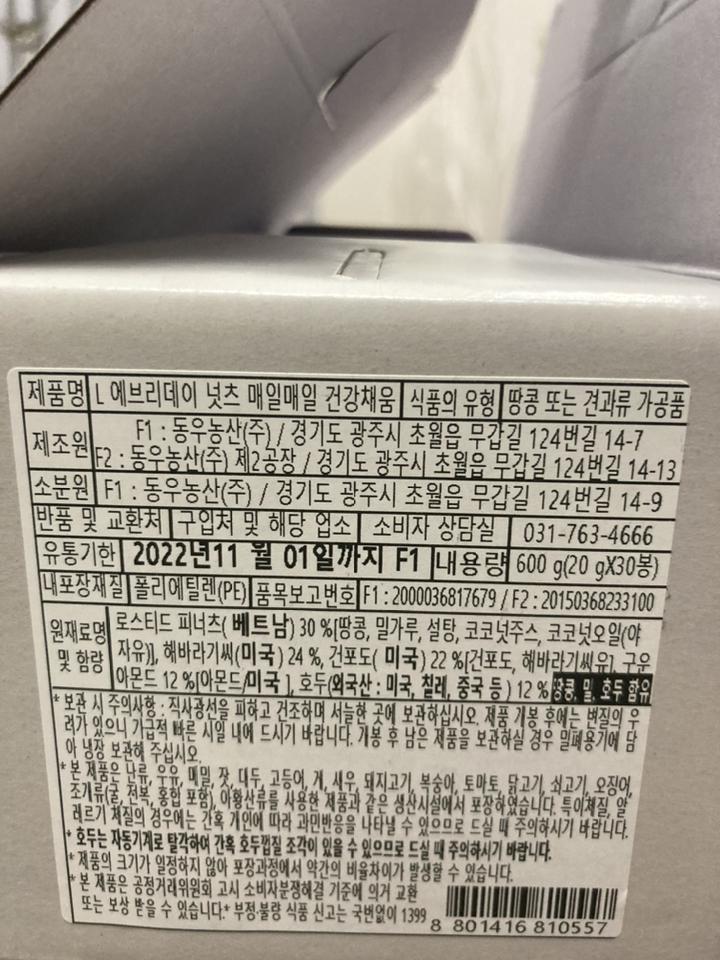 제품명 L 에브리데이 넛츠 매일매일 건강채움 식품의 유형 땅콩 또는 견과류 가공품
제조원 F1 : 동우농산(주) / 경기도 광주시 초월읍 무갑길 124번길 14-7
F2 : 동우농산(주) 제2공장 / 경기도 광주시 초월읍 무갑길 124번길 14-13
소분원 F1 : 동우농산(주) / 경기도 광주시 초월읍 무갑길 124번길 14-9
반품 및 교환처 구입처 및 해당 업소 소비자 상담실 031-763-4666
유통기한 2022년11 월 01일까지 F1 내용량 600 g(20 gX30봉)
내포장재질 폴리에틸렌(PE) 품목보고번호 F1 : 2000036817679 / F2 : 20150368233100
원재료명 및 함량 로스티드 피너츠( 베트남) 30 %[땅콩, 밀가루, 설탕, 코코넛주스, 코코넛오일(야
자유)], 해바라기씨(미국) 24 %, 건포도( 미국) 22 %[건포도, 해바라기씨유], 구운
아몬드 12 %[아몬드/미국 ], 호두(외국산 : 미국, 칠레, 중국 등 ) 12 % 땅콩, 밀, 호두 함유
* 보관 시 주의사항 : 직사광선을 피하고 건조하며 서늘한 곳에 보관하십시오. 제품 개봉 후에는 변질의 우
려가 있으니 가급적 빠른 시일 내에 드시기 바랍니다. 개봉 후 남은 제품을 보관하실 경우 밀폐용기에 담
아 냉장 보관해 주십시오.
* 본 제품은 난류, 우유, 메밀, 잣, 대두, 고등어, 게, 새우, 돼지고기, 복숭아, 토마토, 닭고기, 쇠고기, 오징어,
조개류(굴, 전복, 홍합 포함), 아황산류를 사용한 제품과 같은 생산시설에서 포장하였습니다. 특이체질, 알
레르기 체질의 경우에는 간혹 개인에 따라 과민반응을 나타낼 수 있으므로 드실 때 주의하시기 바랍니다.
* 호두는 자동기계로 탈각하여 간혹 호두껍질 조각이 있을 수 있으므로 드실 때 주의하시기 바랍니다.
* 제품의 크기가 일정하지 않아 포장과정에서 약간의 비율차이가 발생할 수 있습니다.
* 본 제품은 공정거래위원회 고시 소비자분쟁해결 기준에 의거 교환
또는 보상 받을 수 있습니다.* 부정·불량 식품 신고는 국번없이 1399
8 801416 810557